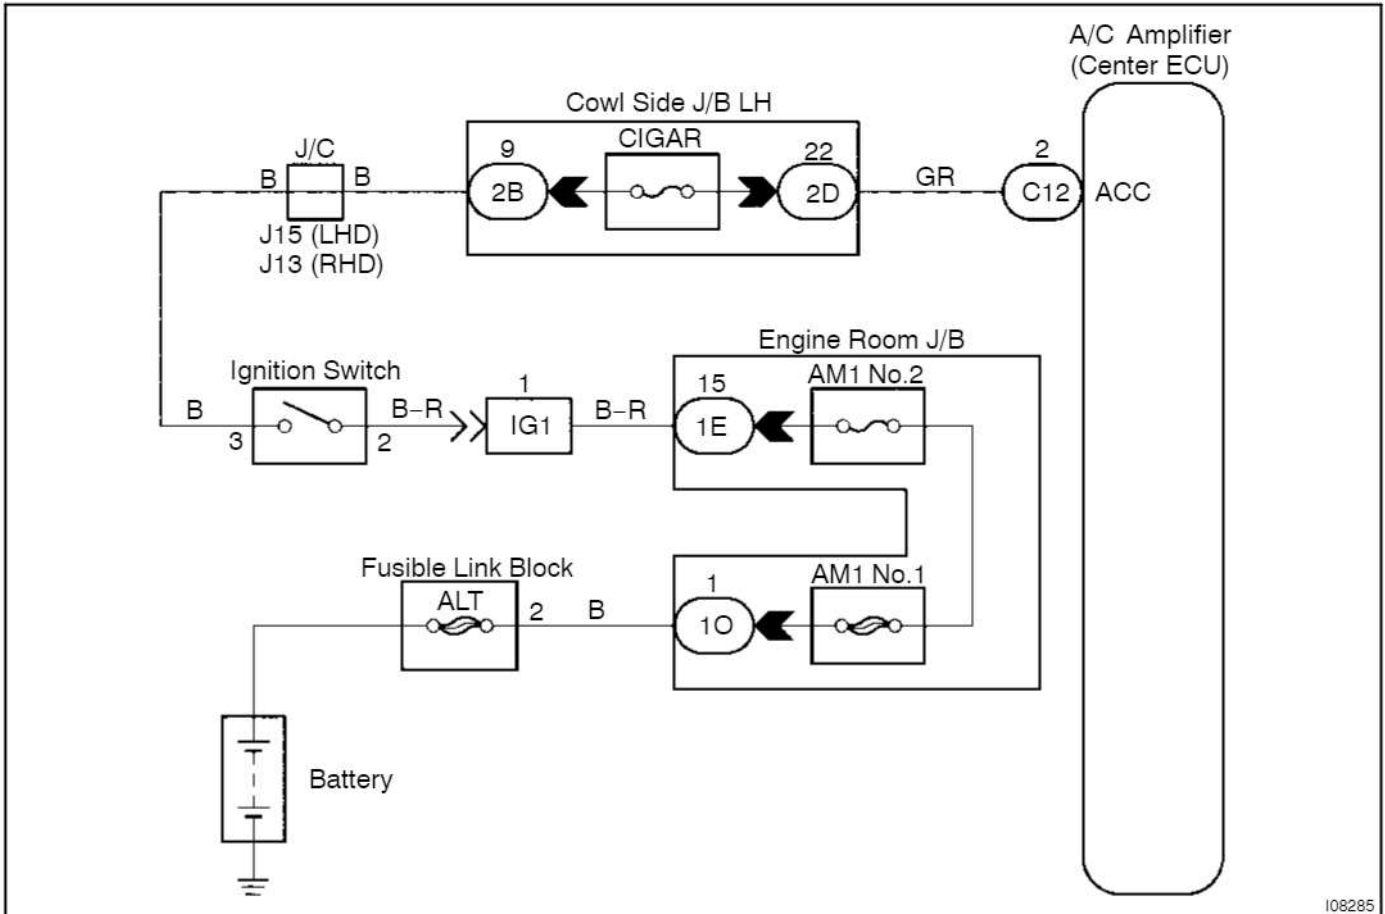 A/C Amplifier
(Center ECU)
Cowl Side J/B LH
CIGAR
J/C
9
22
2
B
B
2B
2D
GR
C12
ACC
J15 (LHD)
J13 (RHD)
Engine Room J/B
Ignition Switch
1
15
AM1 No.2
B
B–R
B–R
3
2
IG1
1E
Fusible Link Block
1
AM1 No.1
ALT
2
B
1O
Battery
I08285